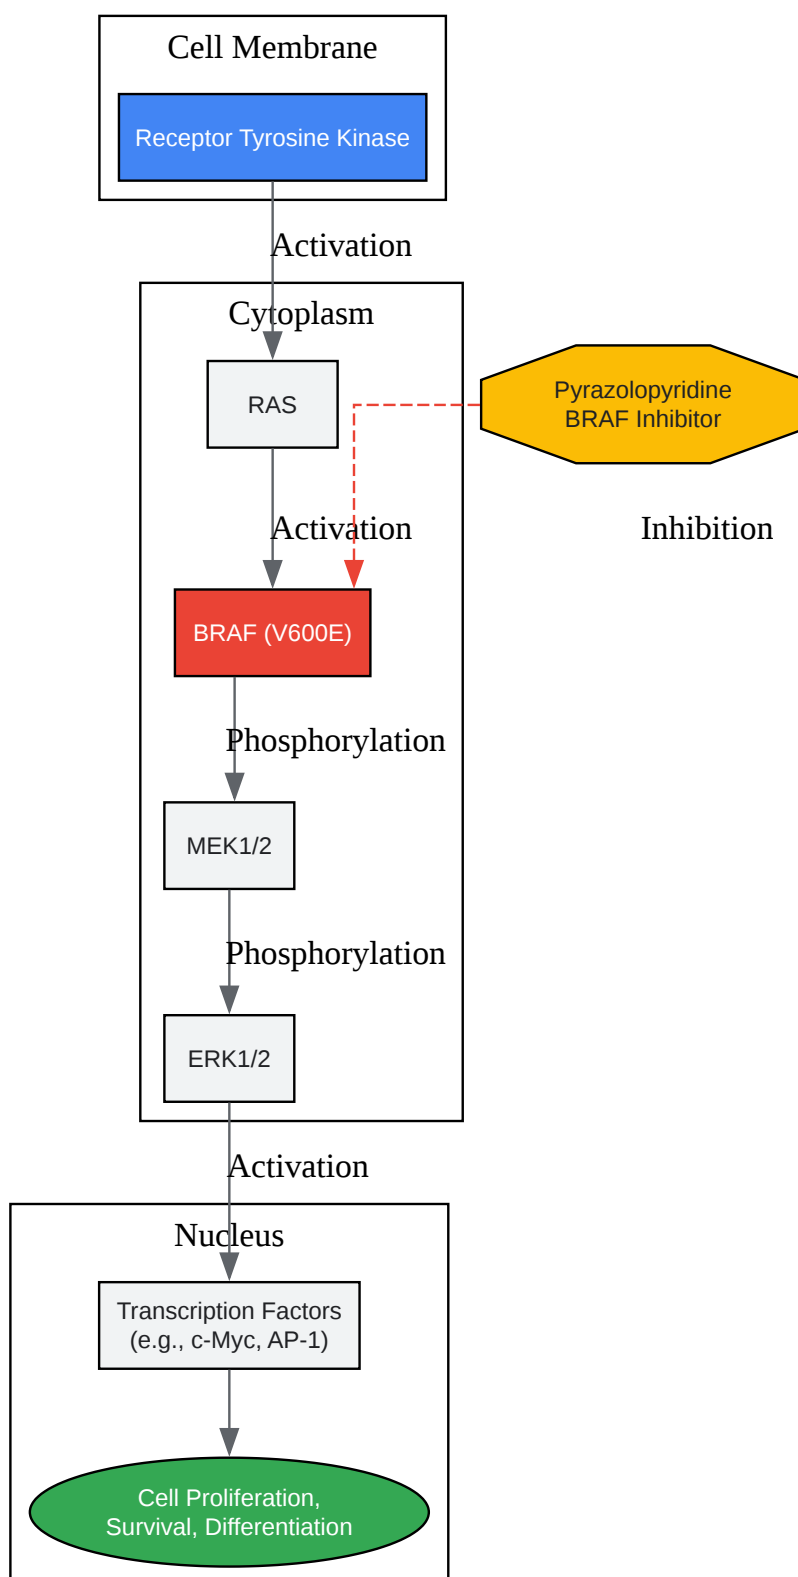 Cell Membrane
Receptor Tyrosine Kinase
Activation
Cytoplasm
RAS
Pyrazolopyridine
BRAF Inhibitor
Activation
Inhibition
BRAF (V600E)
Phosphorylation
MEK1/2
Phosphorylation
ERK1/2
Activation
Nucleus
Transcription Factors
(e.g., c-Myc, AP-1)
Cell Proliferation,
Survival, Differentiation